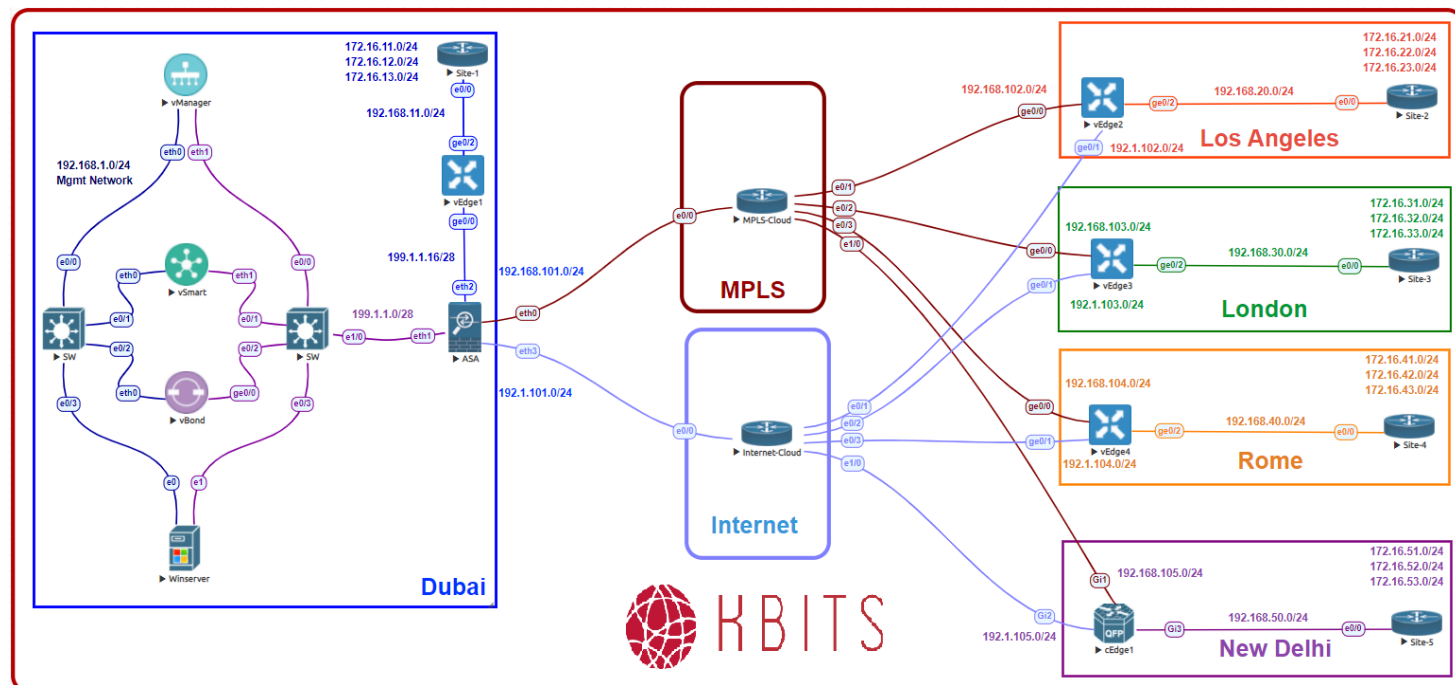 172.16.11.0/24
172.16.12.0/24
172.16.13.0/24
Site-1
e0/0
192.168.11.0/24
ge0/2
vEdge1
ge0/0
199.1.1.16/28
eth2
vManager
eth0
eth1
192.168.1.0/24
Mgmt Network
e0/0
e0/0
eth0
vSmart
eth1
e0/1
e0/1
SW
SW
e0/2
e0/2
eth0
vBond
ge0/0
e0/3
e0/3
199.1.1.0/28
e1/0
eth1
ASA
e0
e1
Winserver
Dubai
192.168.101.0/24
eth0
eth3
192.1.101.0/24
e0/0
MPLS-Cloud
e0/1
e0/2
e0/3
e1/0
MPLS
e0/0
Internet-Cloud
e0/1
e0/2
e0/3
e1/0
Internet
KBITS
192.168.102.0/24
ge0/0
vEdge2
ge0/1
192.1.102.0/24
ge0/2
192.168.20.0/24
e0/0
Site-2
172.16.21.0/24
172.16.22.0/24
172.16.23.0/24
Los Angeles
192.168.103.0/24
ge0/0
vEdge3
ge0/1
192.1.103.0/24
ge0/2
192.168.30.0/24
e0/0
Site-3
172.16.31.0/24
172.16.32.0/24
172.16.33.0/24
London
192.168.104.0/24
ge0/0
vEdge4
ge0/1
192.1.104.0/24
ge0/2
192.168.40.0/24
e0/0
Site-4
172.16.41.0/24
172.16.42.0/24
172.16.43.0/24
Rome
192.168.105.0/24
Gi1
Gi2
192.1.105.0/24
QFP
cEdge1
Gi3
192.168.50.0/24
e0/0
Site-5
172.16.51.0/24
172.16.52.0/24
172.16.53.0/24
New Delhi